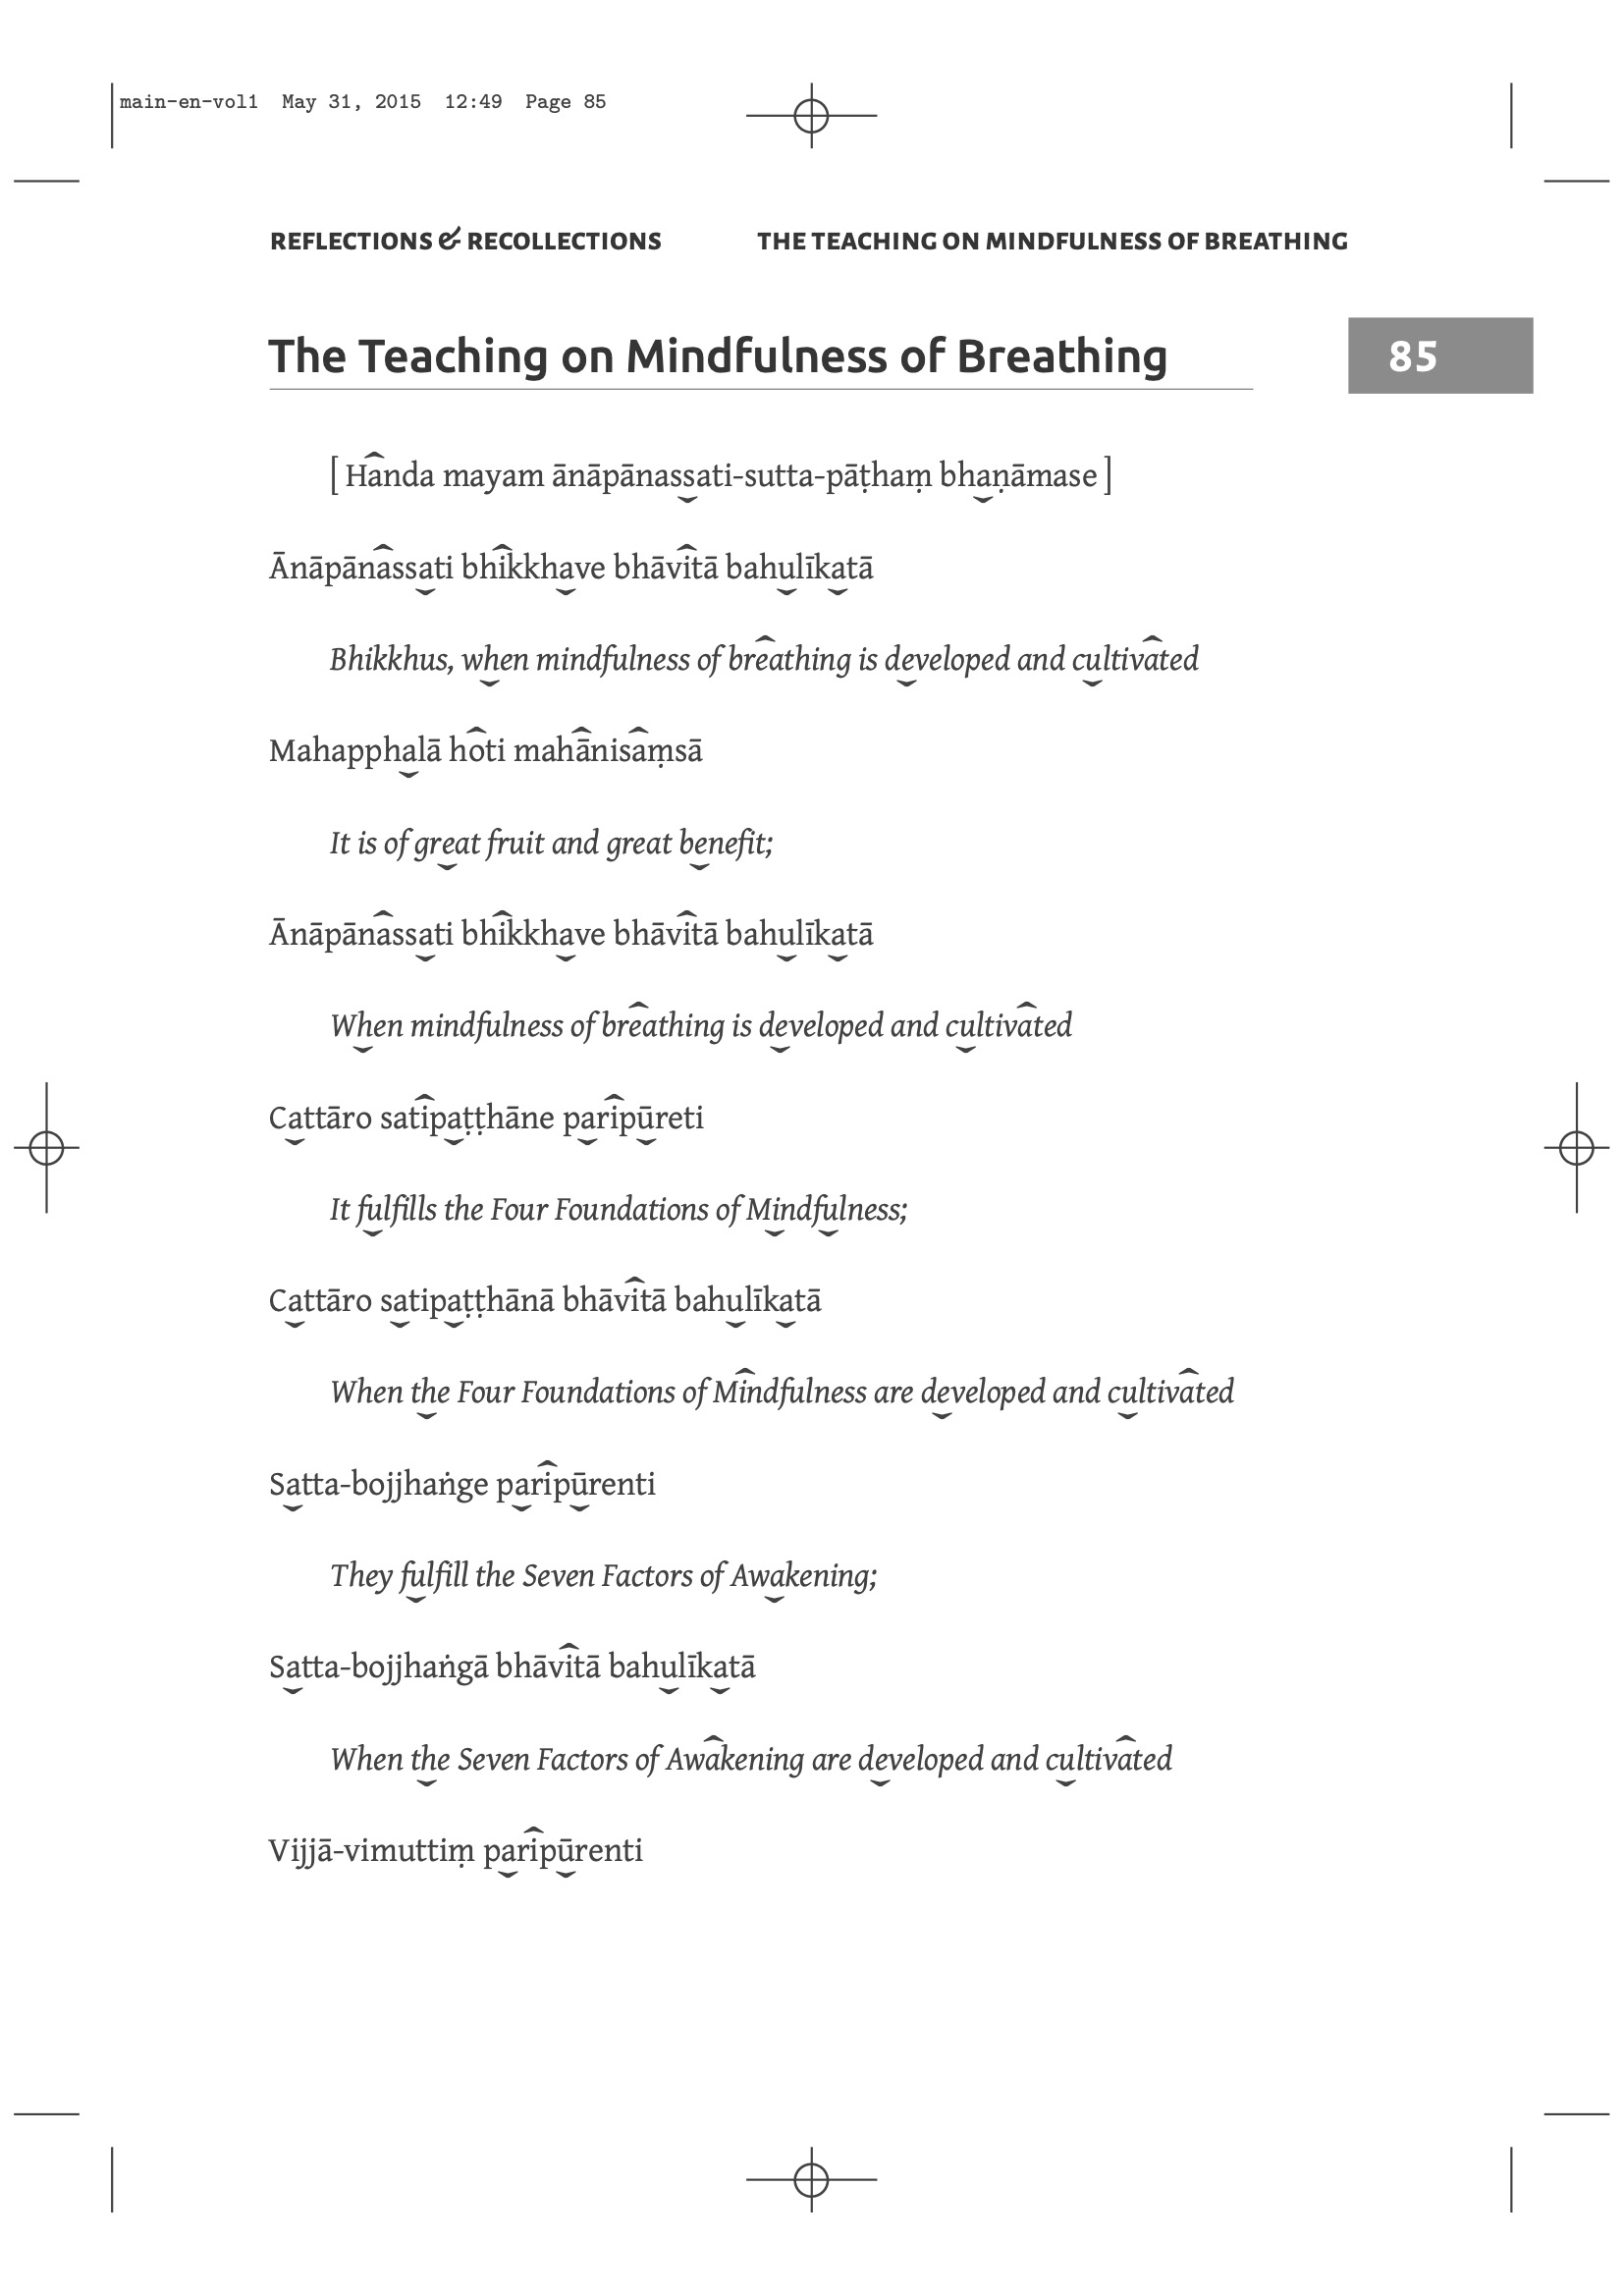 main-en-vol1 May 31, 2015 12:49 Page 85
REFLECTIONS & RECOLLECTIONS THE TEACHING ON MINDFULNESS OF BREATHING
The Teaching on Mindfulness of Breathing 85
[ Handa mayam ānāpānassati-sutta-pāṭhaṃ bhaṇāmase ]
Ānāpānassati bhikkhave bhāvitā bahulīkatā
Bhikkhus, when mindfulness of breathing is developed and cultivated
Mahapphalā hoti mahānisaṃsā
It is of great fruit and great benefit;
Ānāpānassati bhikkhave bhāvitā bahulīkatā
When mindfulness of breathing is developed and cultivated
Cattāro satipaṭṭhāne paripūreti
It fulfills the Four Foundations of Mindfulness;
Cattāro satipaṭṭhānā bhāvitā bahulīkatā
When the Four Foundations of Mindfulness are developed and cultivated
Satta-bojjhaṅge paripūrenti
They fulfill the Seven Factors of Awakening;
Satta-bojjhaṅgā bhāvitā bahulīkatā
When the Seven Factors of Awakening are developed and cultivated
Vijjā-vimuttiṃ paripūrenti